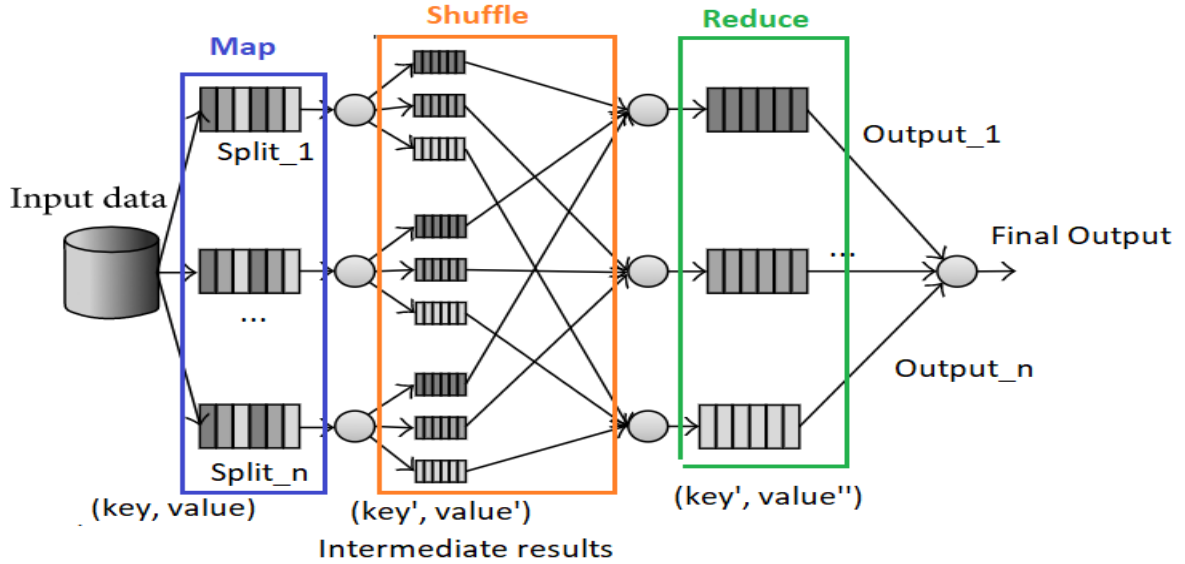 Shuffle
Reduce
Map
Output_1
Split_1
Input data
Final Output
...
...
Output_n
Split_n
(key, value)
(key', value')
(key', value'')
Intermediate results